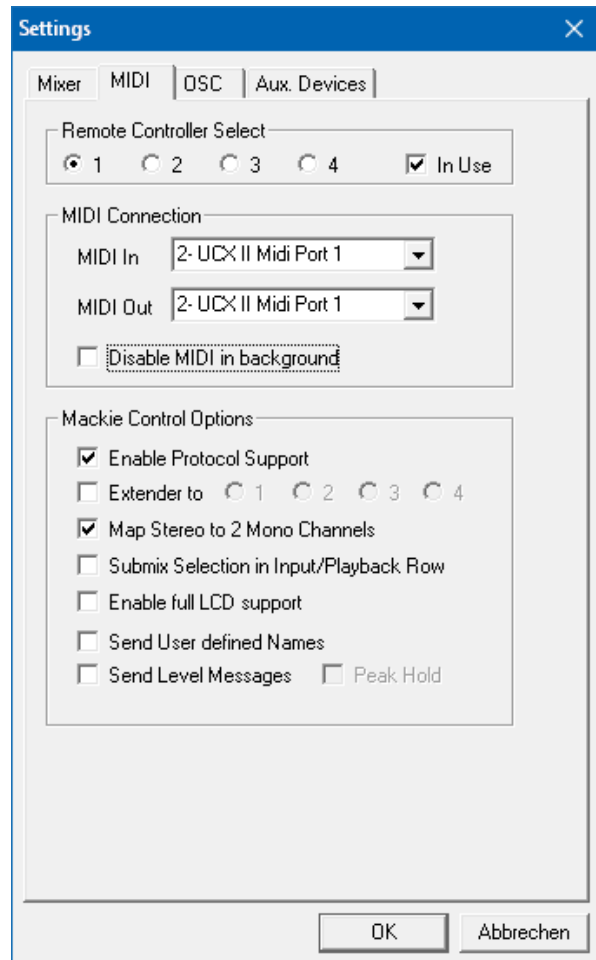 Settings
Mixer MIDI OSC Aux. Devices
Remote Controller Select
1 2 3 4 In Use
MIDI Connection
MIDI In 2- UCX II Midi Port 1
MIDI Out 2- UCX II Midi Port 1
Disable MIDI in background
Mackie Control Options
Enable Protocol Support
Extender to 1 2 3 4
Map Stereo to 2 Mono Channels
Submix Selection in Input/Playback Row
Enable full LCD support
Send User defined Names
Send Level Messages Peak Hold
OK Abbrechen